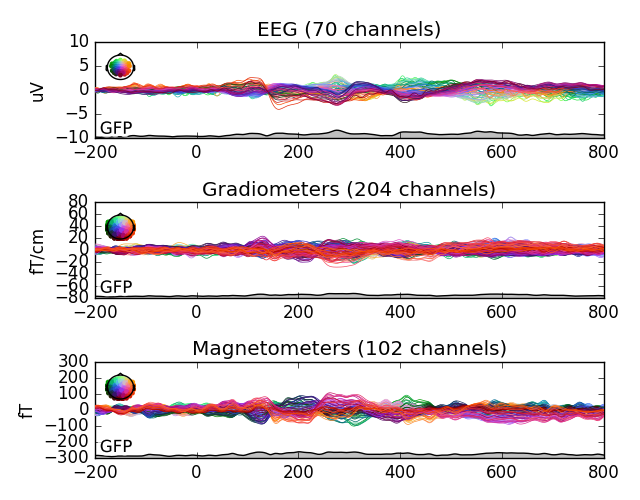 EEG (70 channels)
10
5
0
−5
−10
uV
GFP
−200 0 200 400 600 800
Gradiometers (204 channels)
80
60
40
20
0
−20
−40
−60
−80
fT/cm
GFP
−200 0 200 400 600 800
Magnetometers (102 channels)
300
200
100
0
−100
−200
−300
fT
GFP
−200 0 200 400 600 800